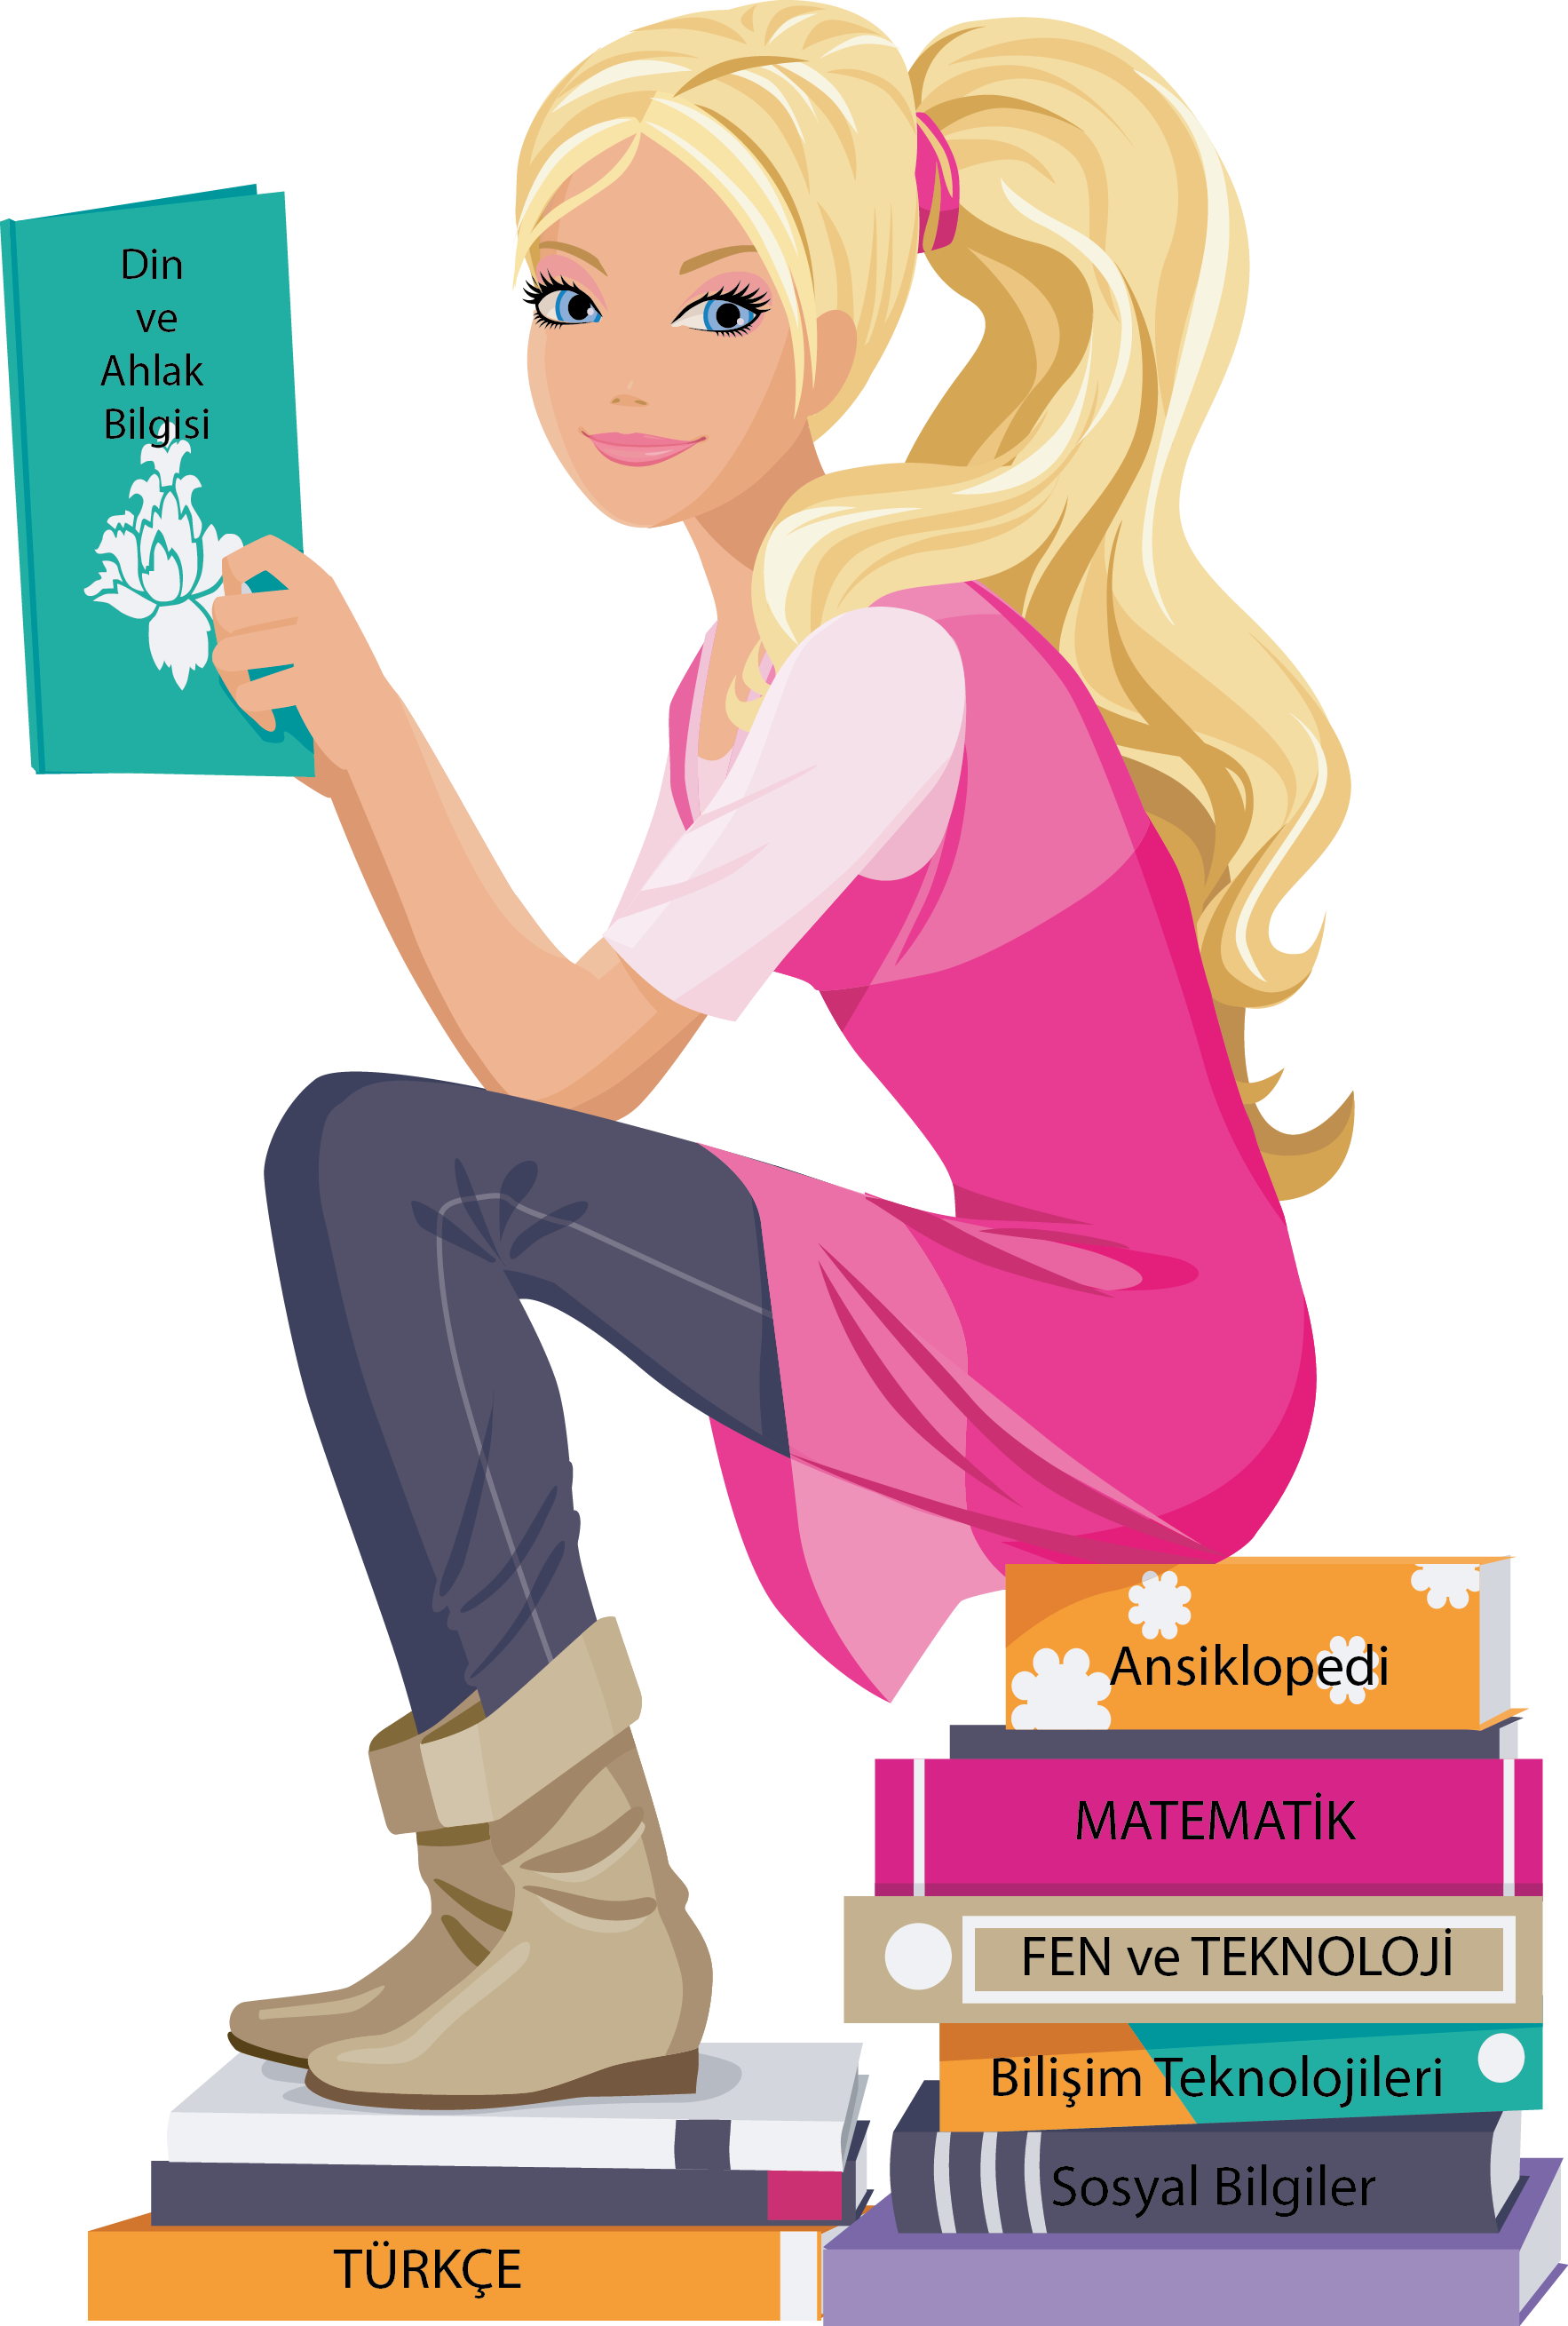 Din
ve
Ahlak
Bilgisi
Ansiklopedi
MATEMATİK
FEN ve TEKNOLOJİ
Bilişim Teknolojileri
Sosyal Bilgiler
TÜRKÇE